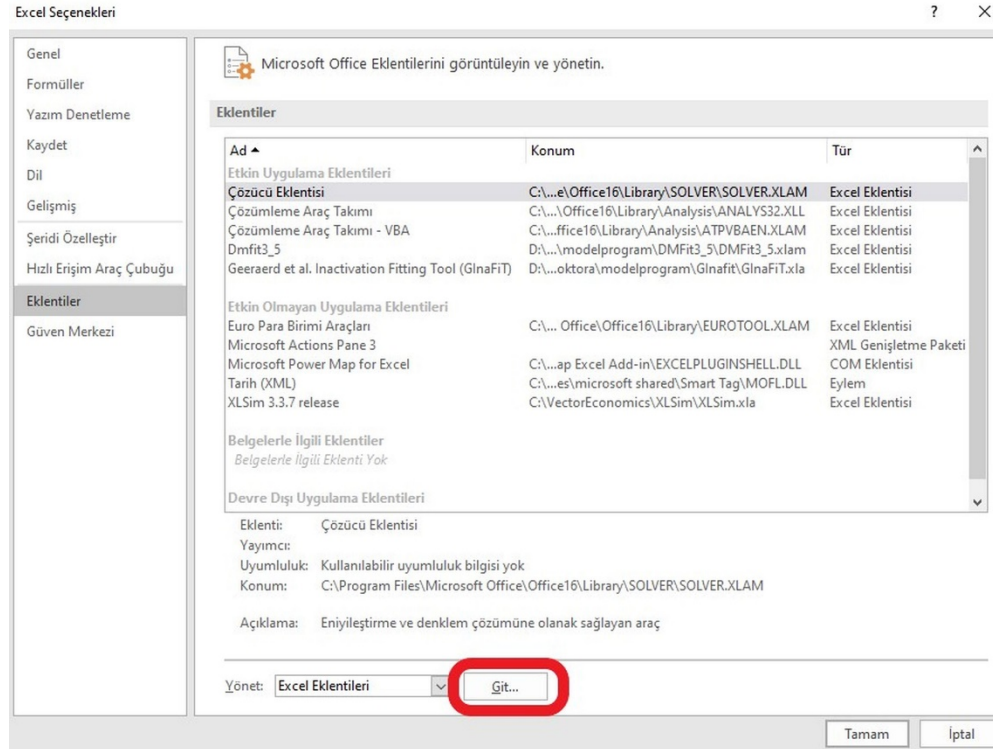 Excel Seçenekleri
?
Genel
Formüller
Yazım Denetleme
Kaydet
Dil
Gelişmiş
Şeridi Özelleştir
Hızlı Erişim Araç Çubuğu
Eklentiler
Güven Merkezi
Microsoft Office Eklentilerini görüntüleyin ve yönetin.
Eklentiler
Ad Konum Tür
Etkin Uygulama Eklentileri
Çözücü Eklentisi C:\...e\Office16\Library\SOLVER\SOLVER.XLAM Excel Eklentisi
Çözümleme Araç Takımı C:\...\Office16\Library\Analysis\ANALYS32.XLL Excel Eklentisi
Çözümleme Araç Takımı - VBA C:\...ffice16\Library\Analysis\ATPVBAEN.XLAM Excel Eklentisi
Dmfit3_5 D:\...\modelprogram\DMFit3_5\DMFit3_5.xlam Excel Eklentisi
Geeraerd et al. Inactivation Fitting Tool (GInaFiT) D:\...oktora\modelprogram\GInafit\GInaFiT.xla Excel Eklentisi
Etkin Olmayan Uygulama Eklentileri
Euro Para Birimi Araçları C:\... Office\Office16\Library\EUROTOOL.XLAM Excel Eklentisi
Microsoft Actions Pane 3 XML Genişletme Paketi
Microsoft Power Map for Excel C:\...ap Excel Add-in\EXCELPLUGINSHELL.DLL COM Eklentisi
Tarih (XML) C:\...es\microsoft shared\Smart Tag\MOFL.DLL Eylem
XLSim 3.3.7 release C:\VectorEconomics\XLSim\XLSim.xla Excel Eklentisi
Belgelerle İlgili Eklentiler
Belgelerle İlgili Eklenti Yok
Devre Dışı Uygulama Eklentileri
Eklenti: Çözücü Eklentisi
Yayımcı:
Uyumluluk: Kullanılabilir uyumluluk bilgisi yok
Konum: C:\Program Files\Microsoft Office\Office16\Library\SOLVER\SOLVER.XLAM
Açıklama: Eniyileştirme ve denklem çözümüne olanak sağlayan araç
Yönet: Excel Eklentileri Git...
Tamam İptal